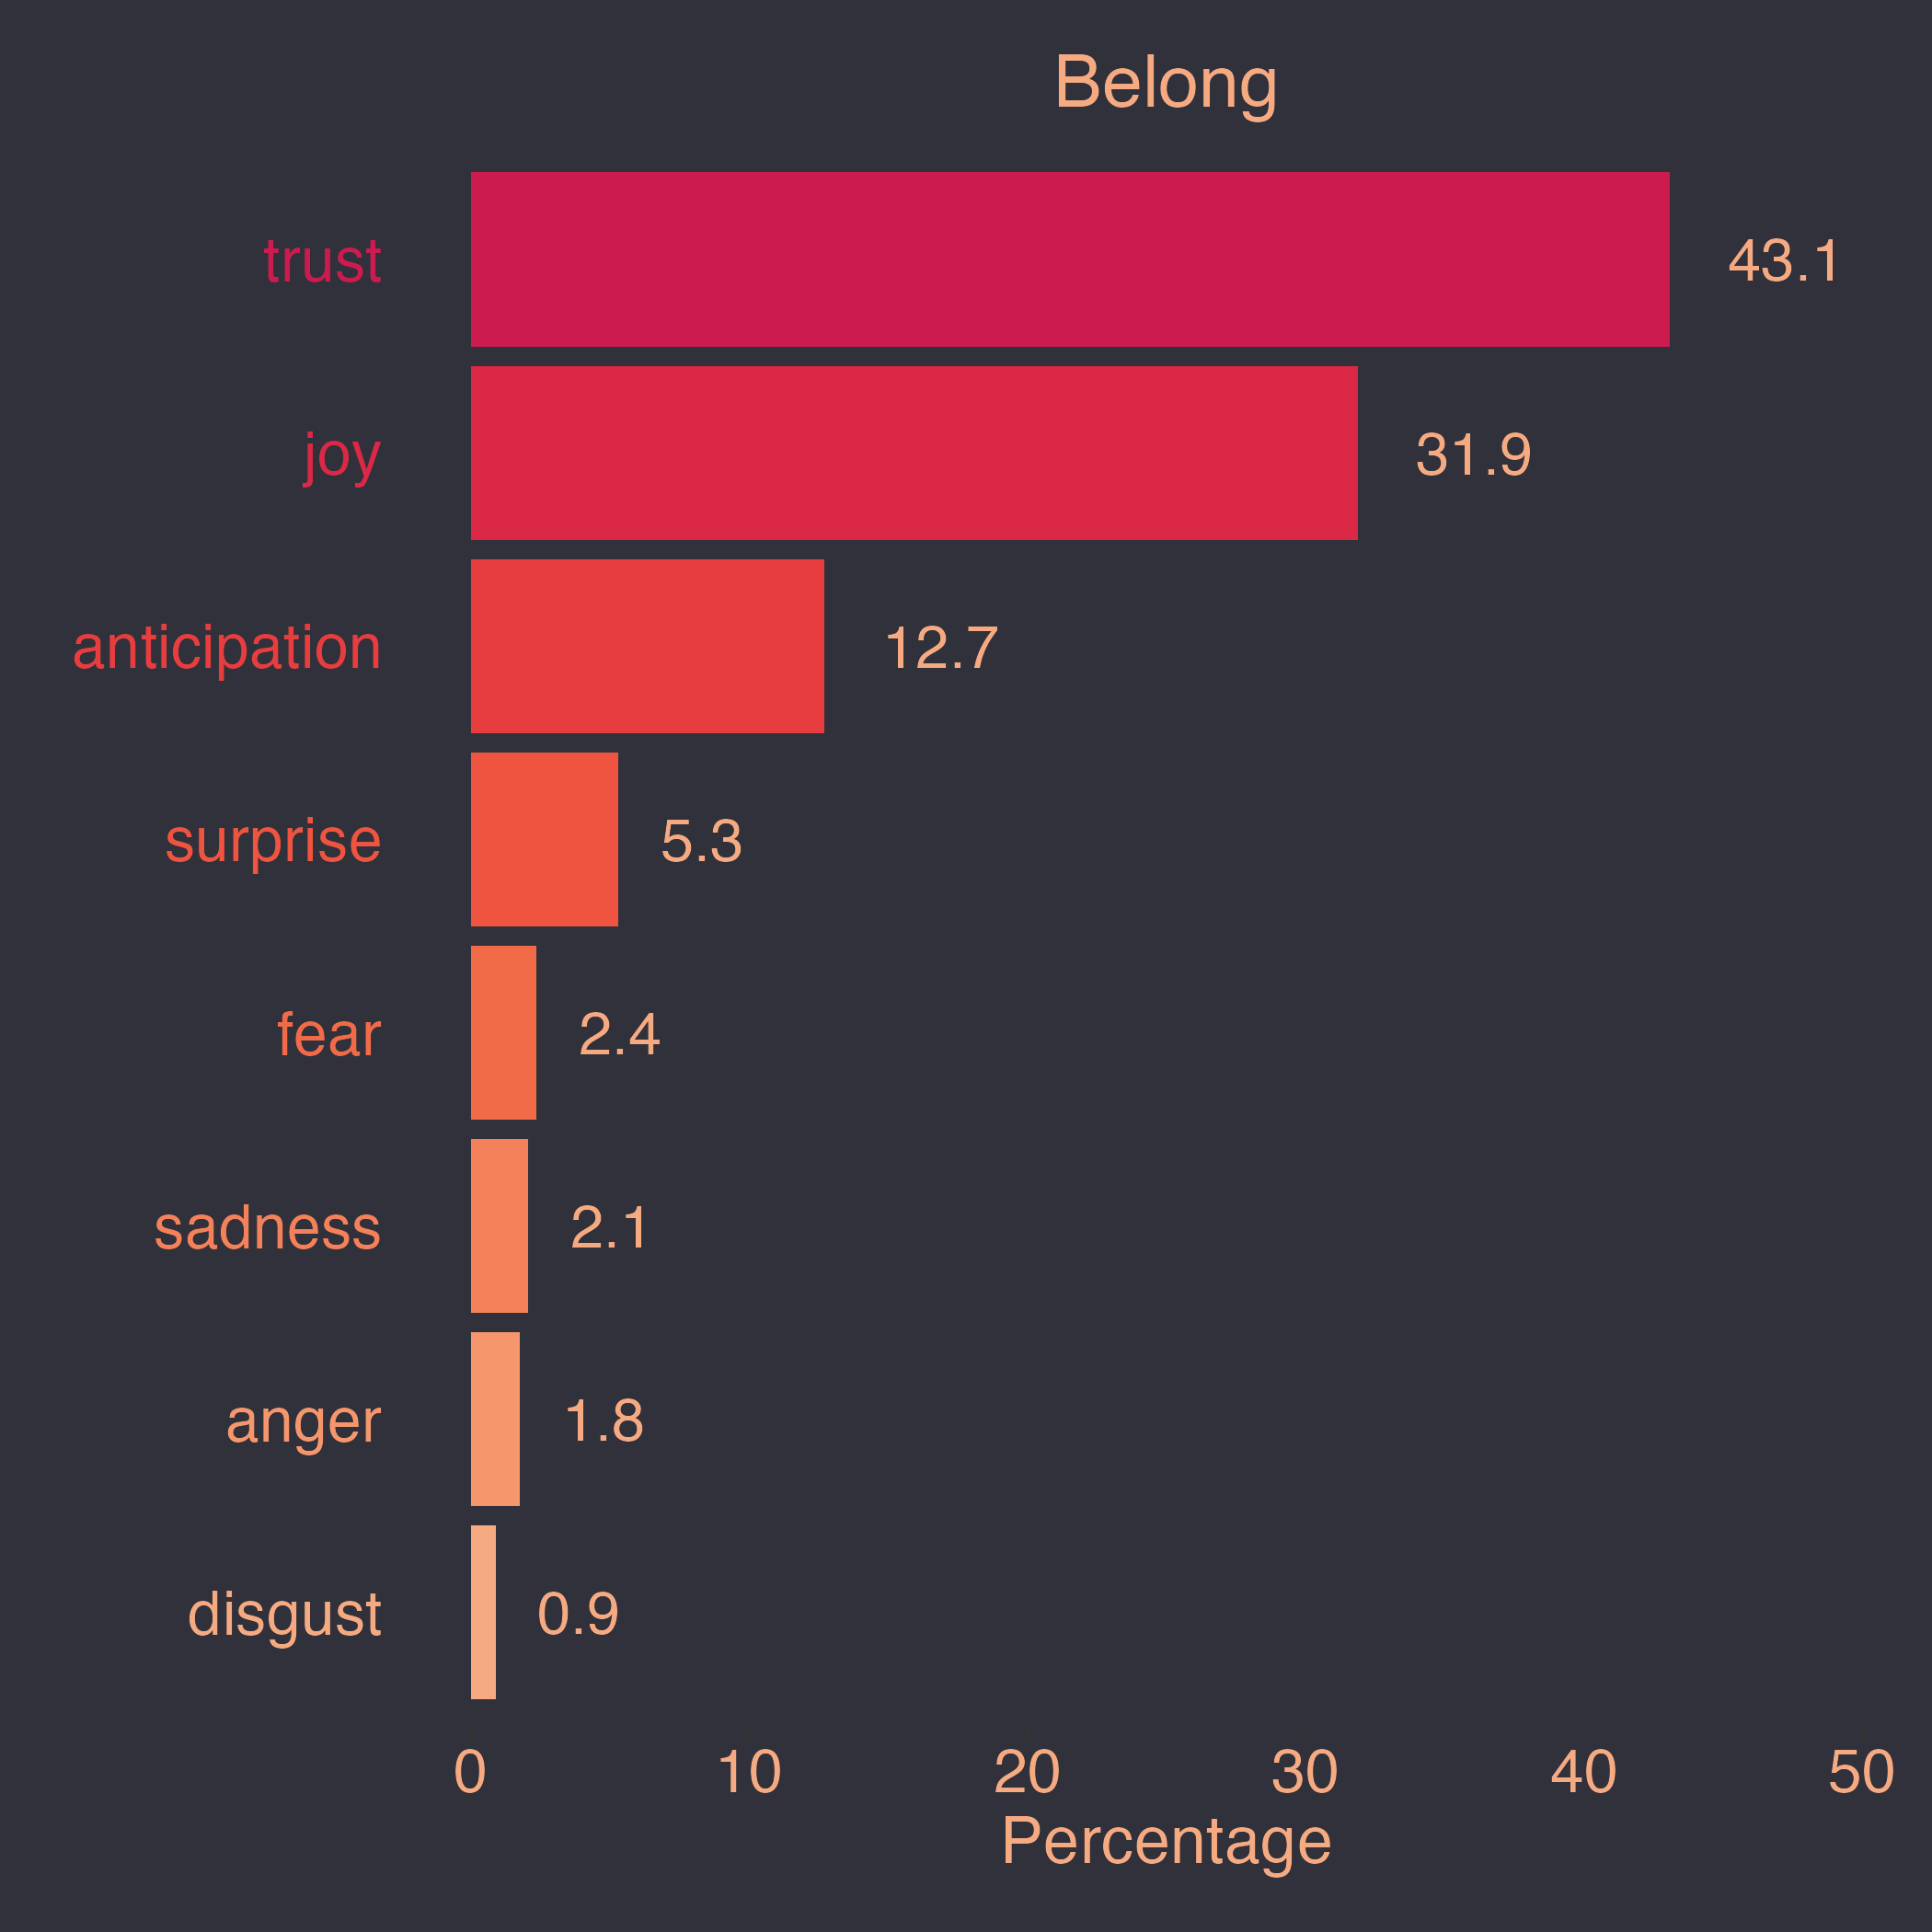 Belong
trust 43.1
joy 31.9
anticipation 12.7
surprise 5.3
fear 2.4
sadness 2.1
anger 1.8
disgust 0.9
0 10 20 30 40 50
Percentage